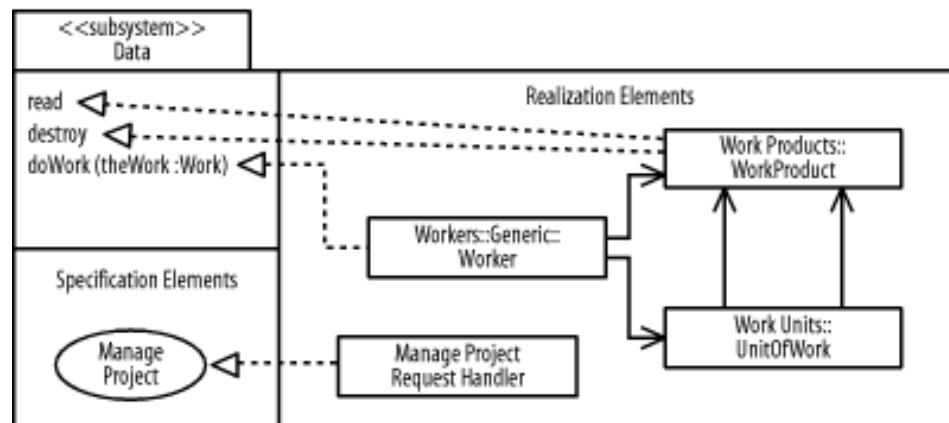 <<subsystem>>
Data
read
destroy
doWork (theWork :Work)
Realization Elements
Work Products::
WorkProduct
Workers::Generic::
Worker
Specification Elements
Work Units::
UnitOfWork
Manage
Project
Manage Project
Request Handler